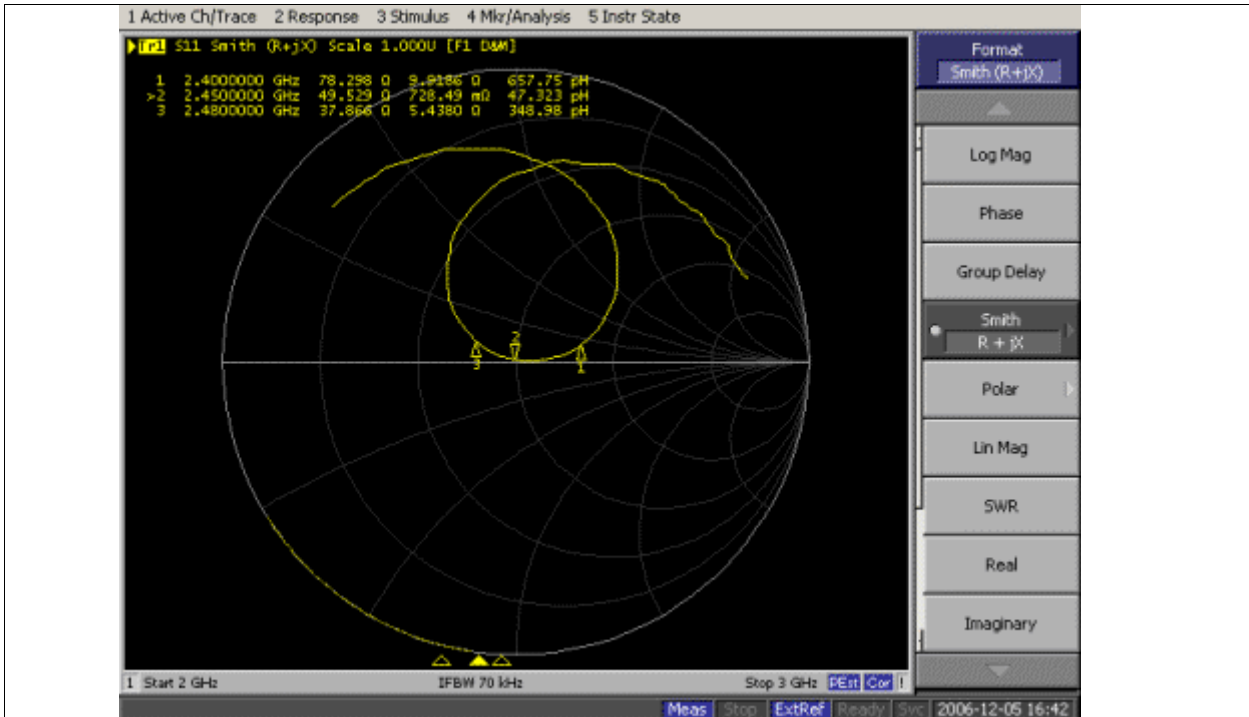 1 Active Ch/Trace 2 Response 3 Stimulus 4 Mkr/Analysis 5 Instr State
Tr1 S11 Smith (R+jX) Scale 1.000U [F1 D&M]
1 2.4000000 GHz 78.298 Ω 9.9186 Ω 657.75 pH
>2 2.4500000 GHz 49.529 Ω 728.49 mΩ 47.323 pH
3 2.4800000 GHz 37.866 Ω 5.4380 Ω 348.98 pH
2
3
1
Format
Smith (R+jX)
Log Mag
Phase
Group Delay
Smith
R + jX
Polar
Lin Mag
SWR
Real
Imaginary
1 Start 2 GHz IFBW 70 kHz Stop 3 GHz PExt Cor !
Meas Stop ExtRef Ready Svc 2006-12-05 16:42